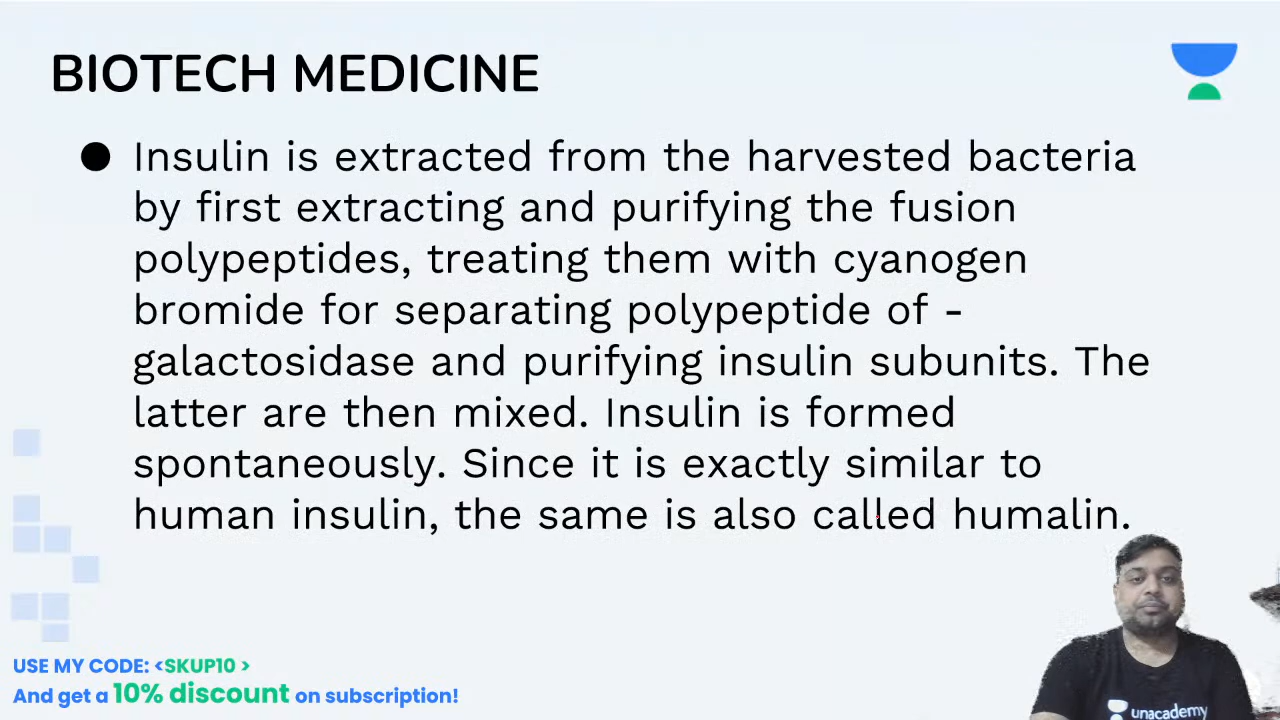 BIOTECH MEDICINE
● Insulin is extracted from the harvested bacteria
by first extracting and purifying the fusion
polypeptides, treating them with cyanogen
bromide for separating polypeptide of -
galactosidase and purifying insulin subunits. The
latter are then mixed. Insulin is formed
spontaneously. Since it is exactly similar to
human insulin, the same is also called humalin.
USE MY CODE: <SKUP10 >
And get a 10% discount on subscription!
unacademy